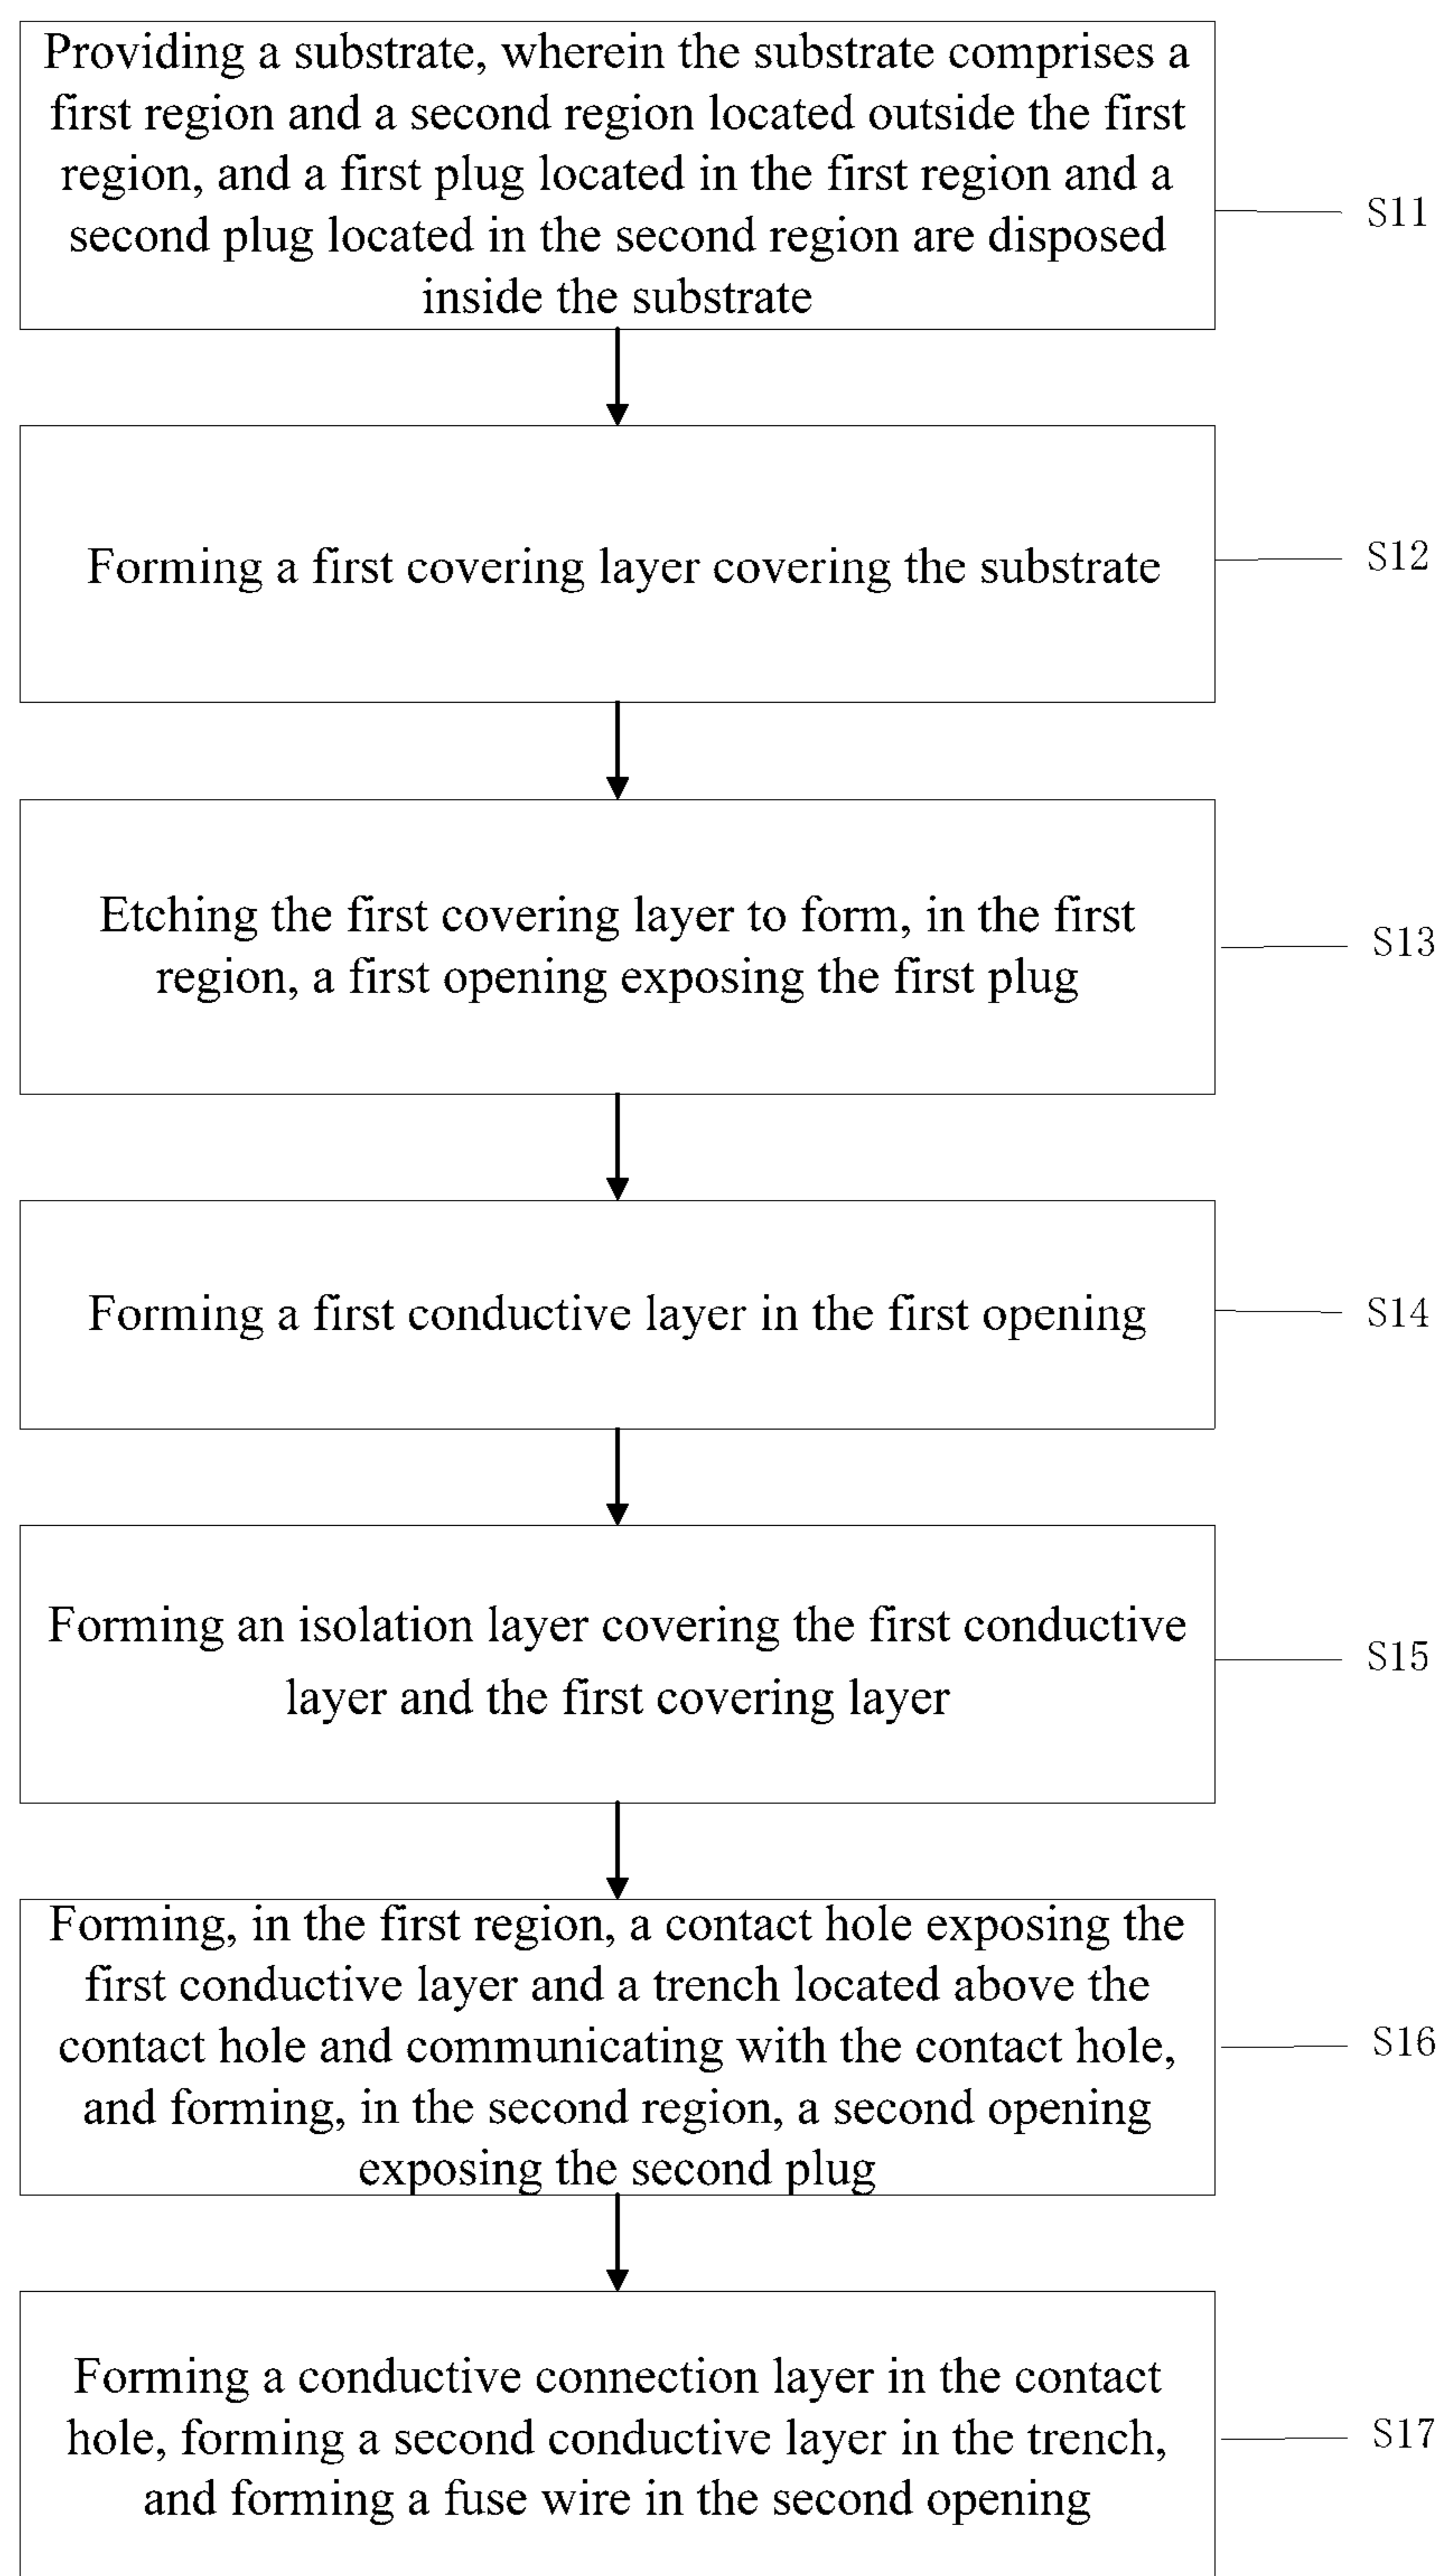 Providing a substrate, wherein the substrate comprises a
first region and a second region located outside the first
region, and a first plug located in the first region and a
second plug located in the second region are disposed
inside the substrate
S11
Forming a first covering layer covering the substrate
S12
Etching the first covering layer to form, in the first
region, a first opening exposing the first plug
S13
Forming a first conductive layer in the first opening
S14
Forming an isolation layer covering the first conductive
layer and the first covering layer
S15
Forming, in the first region, a contact hole exposing the
first conductive layer and a trench located above the
contact hole and communicating with the contact hole,
and forming, in the second region, a second opening
exposing the second plug
S16
Forming a conductive connection layer in the contact
hole, forming a second conductive layer in the trench,
and forming a fuse wire in the second opening
S17